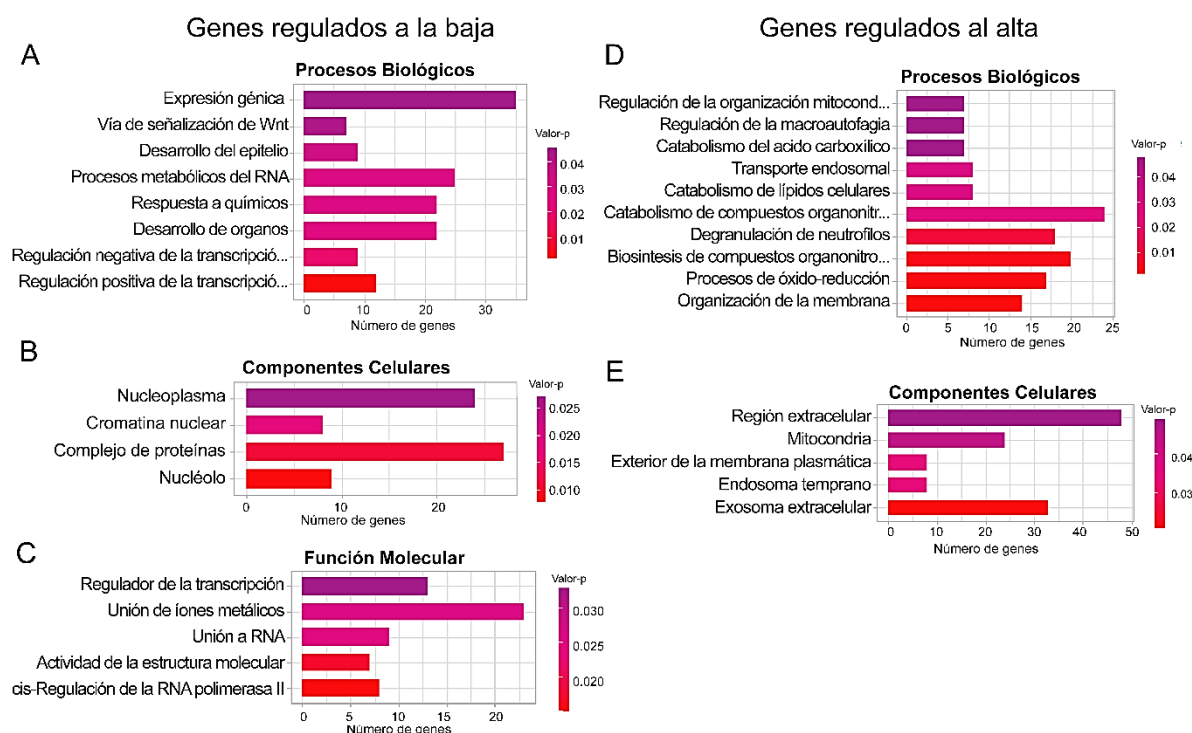 Genes regulados a la baja
Genes regulados al alta
A
Procesos Biológicos
Expresión génica
Vía de señalización de Wnt
Desarrollo del epitelio
Procesos metabólicos del RNA
Respuesta a químicos
Desarrollo de organos
Regulación negativa de la transcripció...
Regulación positiva de la transcripció...
0 10 20 30
Número de genes
Valor-p
0.04
0.03
0.02
0.01
B
Componentes Celulares
Nucleoplasma
Cromatina nuclear
Complejo de proteínas
Nucléolo
0 10 20
Número de genes
Valor-p
0.025
0.020
0.015
0.010
C
Función Molecular
Regulador de la transcripción
Unión de íones metálicos
Unión a RNA
Actividad de la estructura molecular
cis-Regulación de la RNA polimerasa II
0 5 10 15 20
Número de genes
Valor-p
0.030
0.025
0.020
D
Procesos Biológicos
Regulación de la organización mitocond...
Regulación de la macroautofagia
Catabolismo del acido carboxílico
Transporte endosomal
Catabolismo de lípidos celulares
Catabolismo de compuestos organonitr...
Degranulación de neutrofilos
Biosintesis de compuestos organonitro...
Procesos de óxido-reducción
Organización de la membrana
0 5 10 15 20 25
Número de genes
Valor-p
0.04
0.03
0.02
0.01
E
Componentes Celulares
Región extracelular
Mitocondria
Exterior de la membrana plasmática
Endosoma temprano
Exosoma extracelular
0 10 20 30 40 50
Número de genes
Valor-p
0.04
0.03